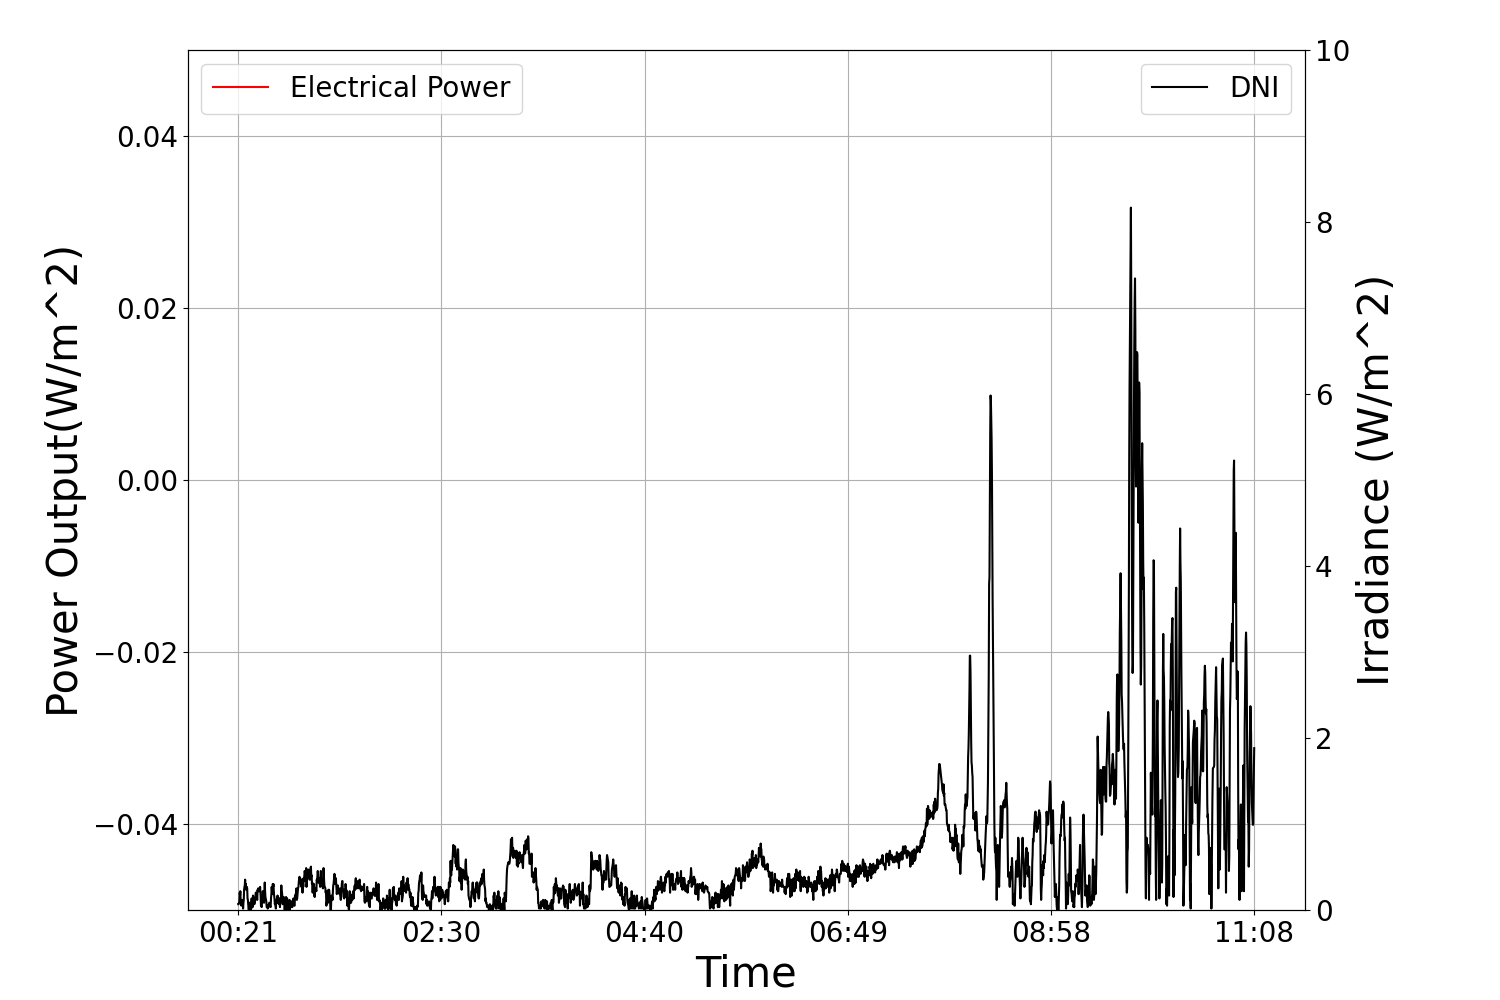 Electrical Power
DNI
Power Output(W/m^2)
0.04
0.02
0.00
−0.02
−0.04
10
8
6
4
2
0
Irradiance (W/m^2)
00:21 02:30 04:40 06:49 08:58 11:08
Time